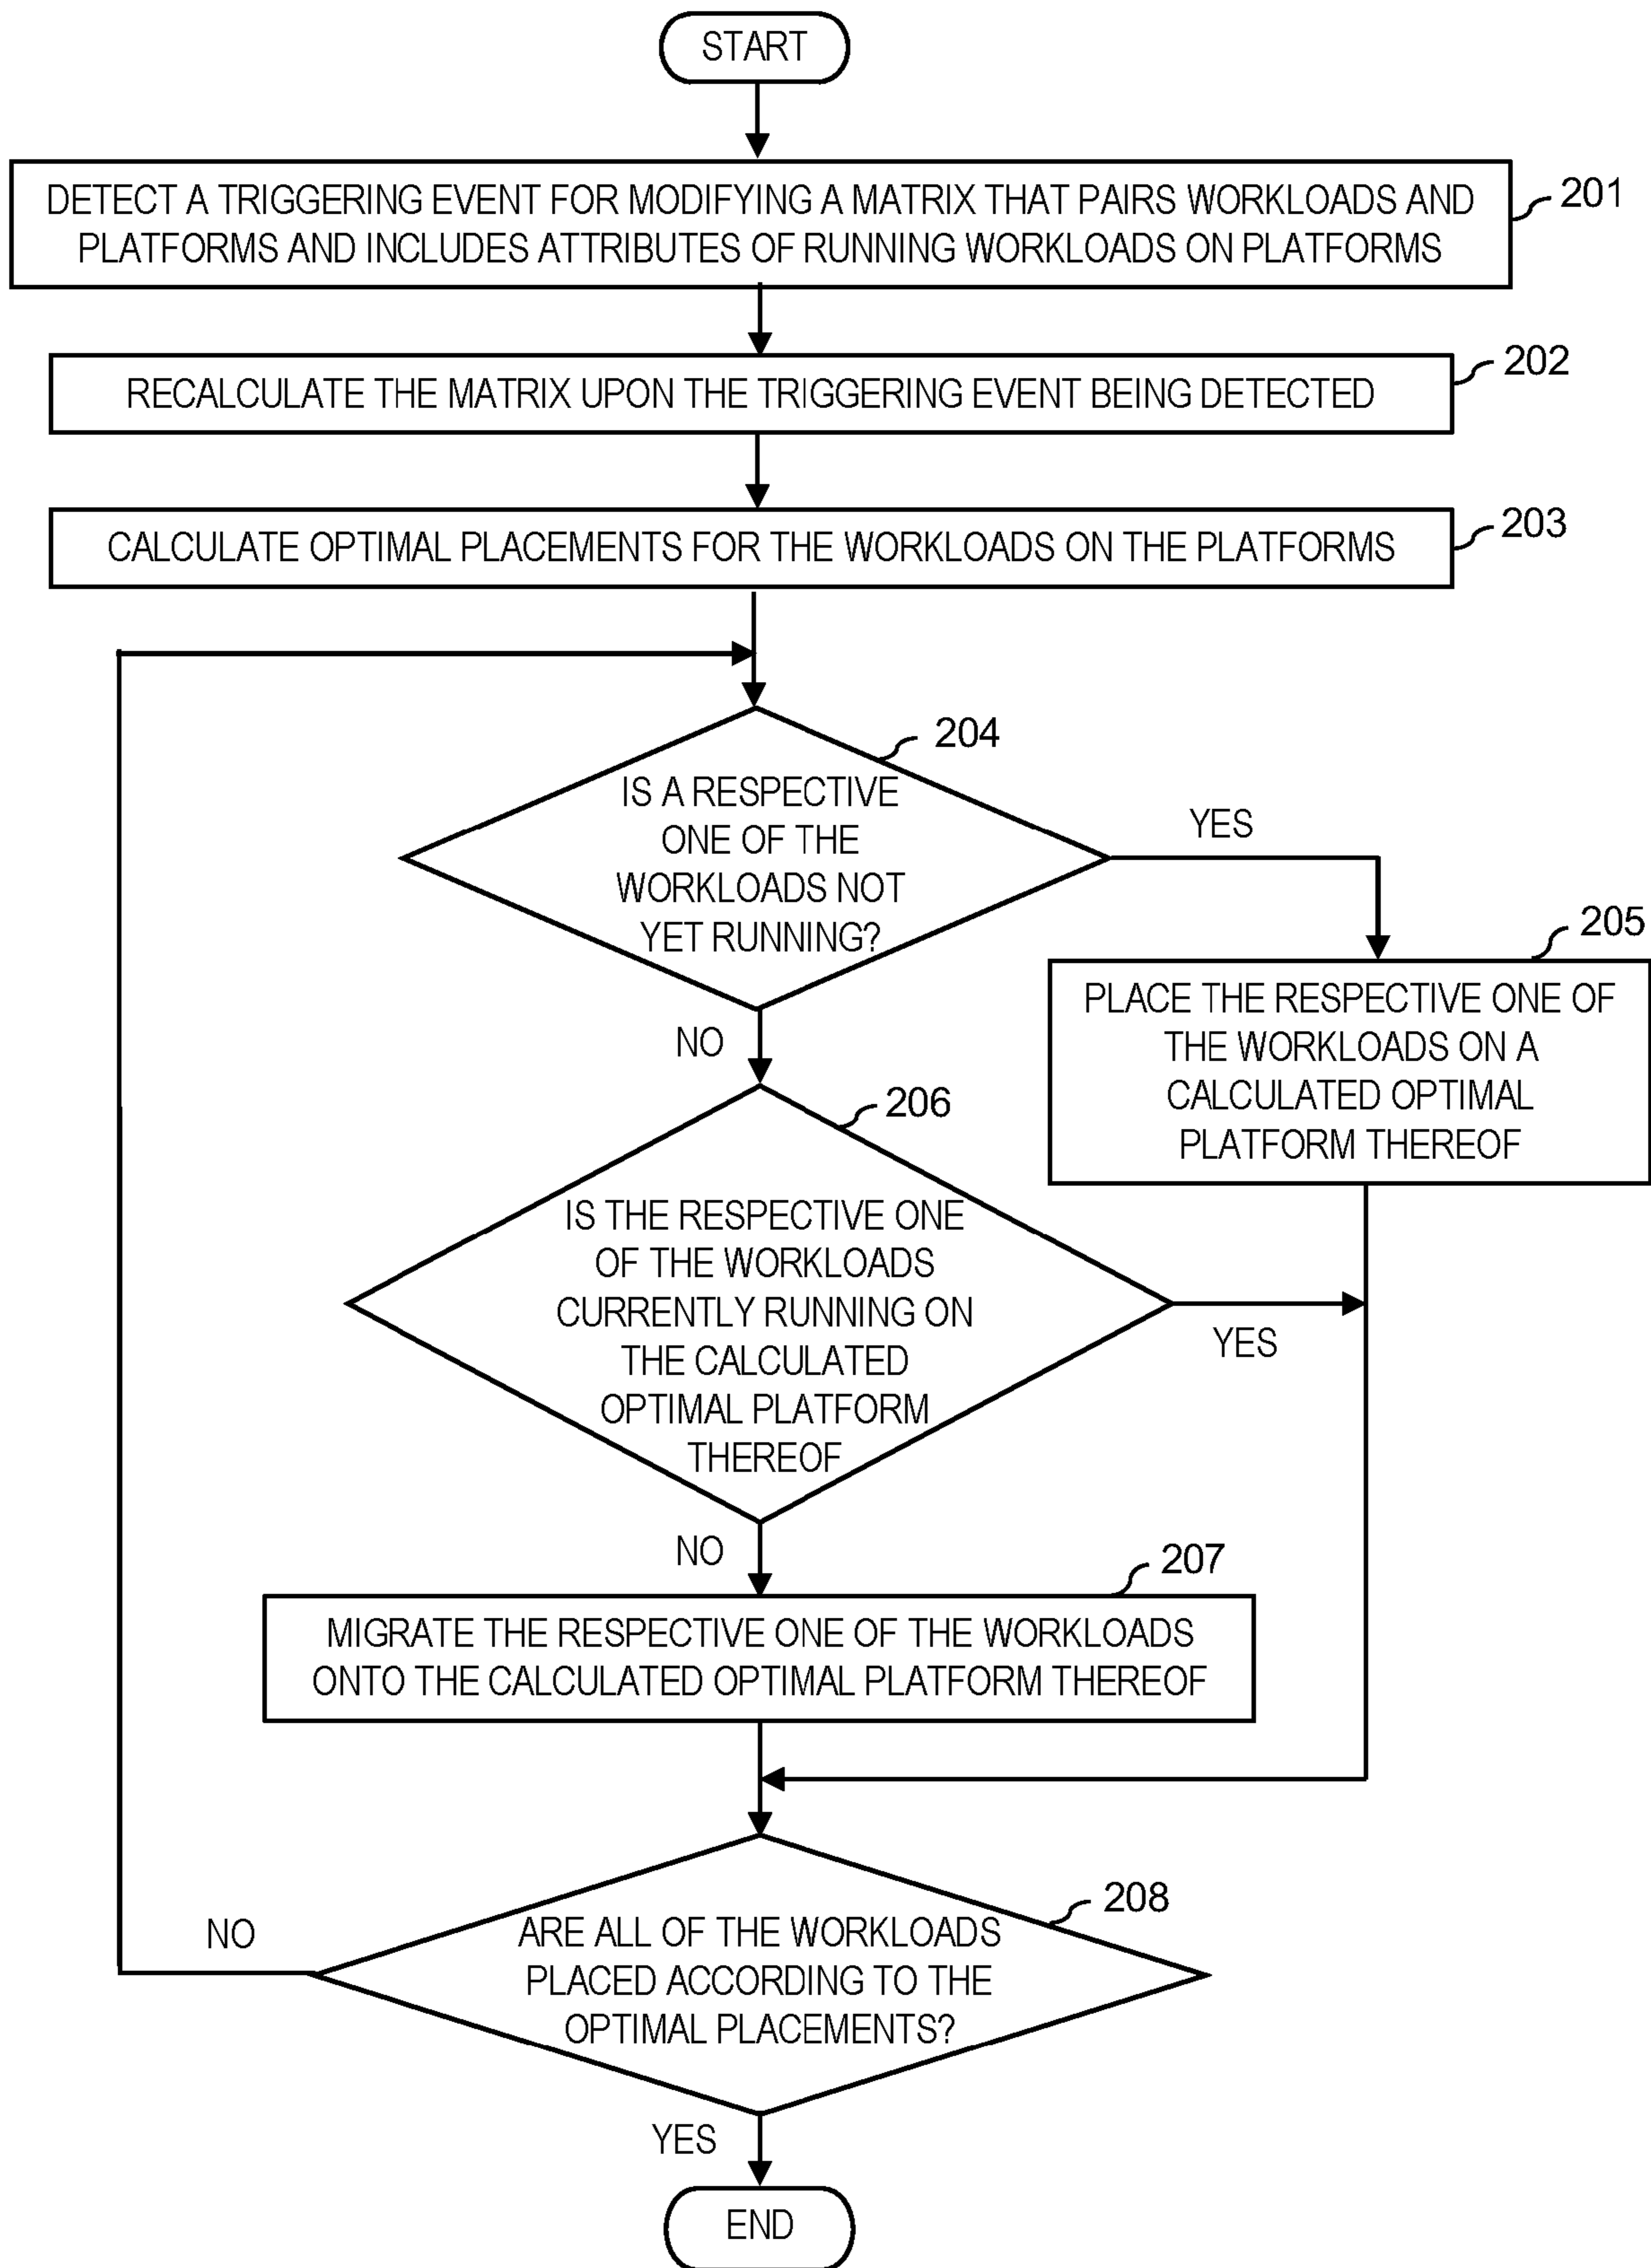 START
DETECT A TRIGGERING EVENT FOR MODIFYING A MATRIX THAT PAIRS WORKLOADS AND
PLATFORMS AND INCLUDES ATTRIBUTES OF RUNNING WORKLOADS ON PLATFORMS
201
RECALCULATE THE MATRIX UPON THE TRIGGERING EVENT BEING DETECTED
202
CALCULATE OPTIMAL PLACEMENTS FOR THE WORKLOADS ON THE PLATFORMS
203
204
IS A RESPECTIVE
ONE OF THE
WORKLOADS NOT
YET RUNNING?
YES
205
PLACE THE RESPECTIVE ONE OF
THE WORKLOADS ON A
CALCULATED OPTIMAL
PLATFORM THEREOF
NO
206
IS THE RESPECTIVE ONE
OF THE WORKLOADS
CURRENTLY RUNNING ON
THE CALCULATED
OPTIMAL PLATFORM
THEREOF
YES
NO
207
MIGRATE THE RESPECTIVE ONE OF THE WORKLOADS
ONTO THE CALCULATED OPTIMAL PLATFORM THEREOF
208
ARE ALL OF THE WORKLOADS
PLACED ACCORDING TO THE
OPTIMAL PLACEMENTS?
NO
YES
END